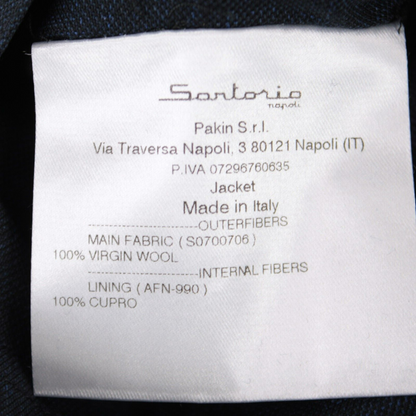 Sartorio
napoli
Pakin S.r.l.
Via Traversa Napoli, 3 80121 Napoli (IT)
P.IVA 07296760635
Jacket
Made in Italy
--------------------------OUTERFIBERS
MAIN FABRIC ( S0700706 )
100% VIRGIN WOOL
--------------------------INTERNAL FIBERS
LINING ( AFN-990 )
100% CUPRO